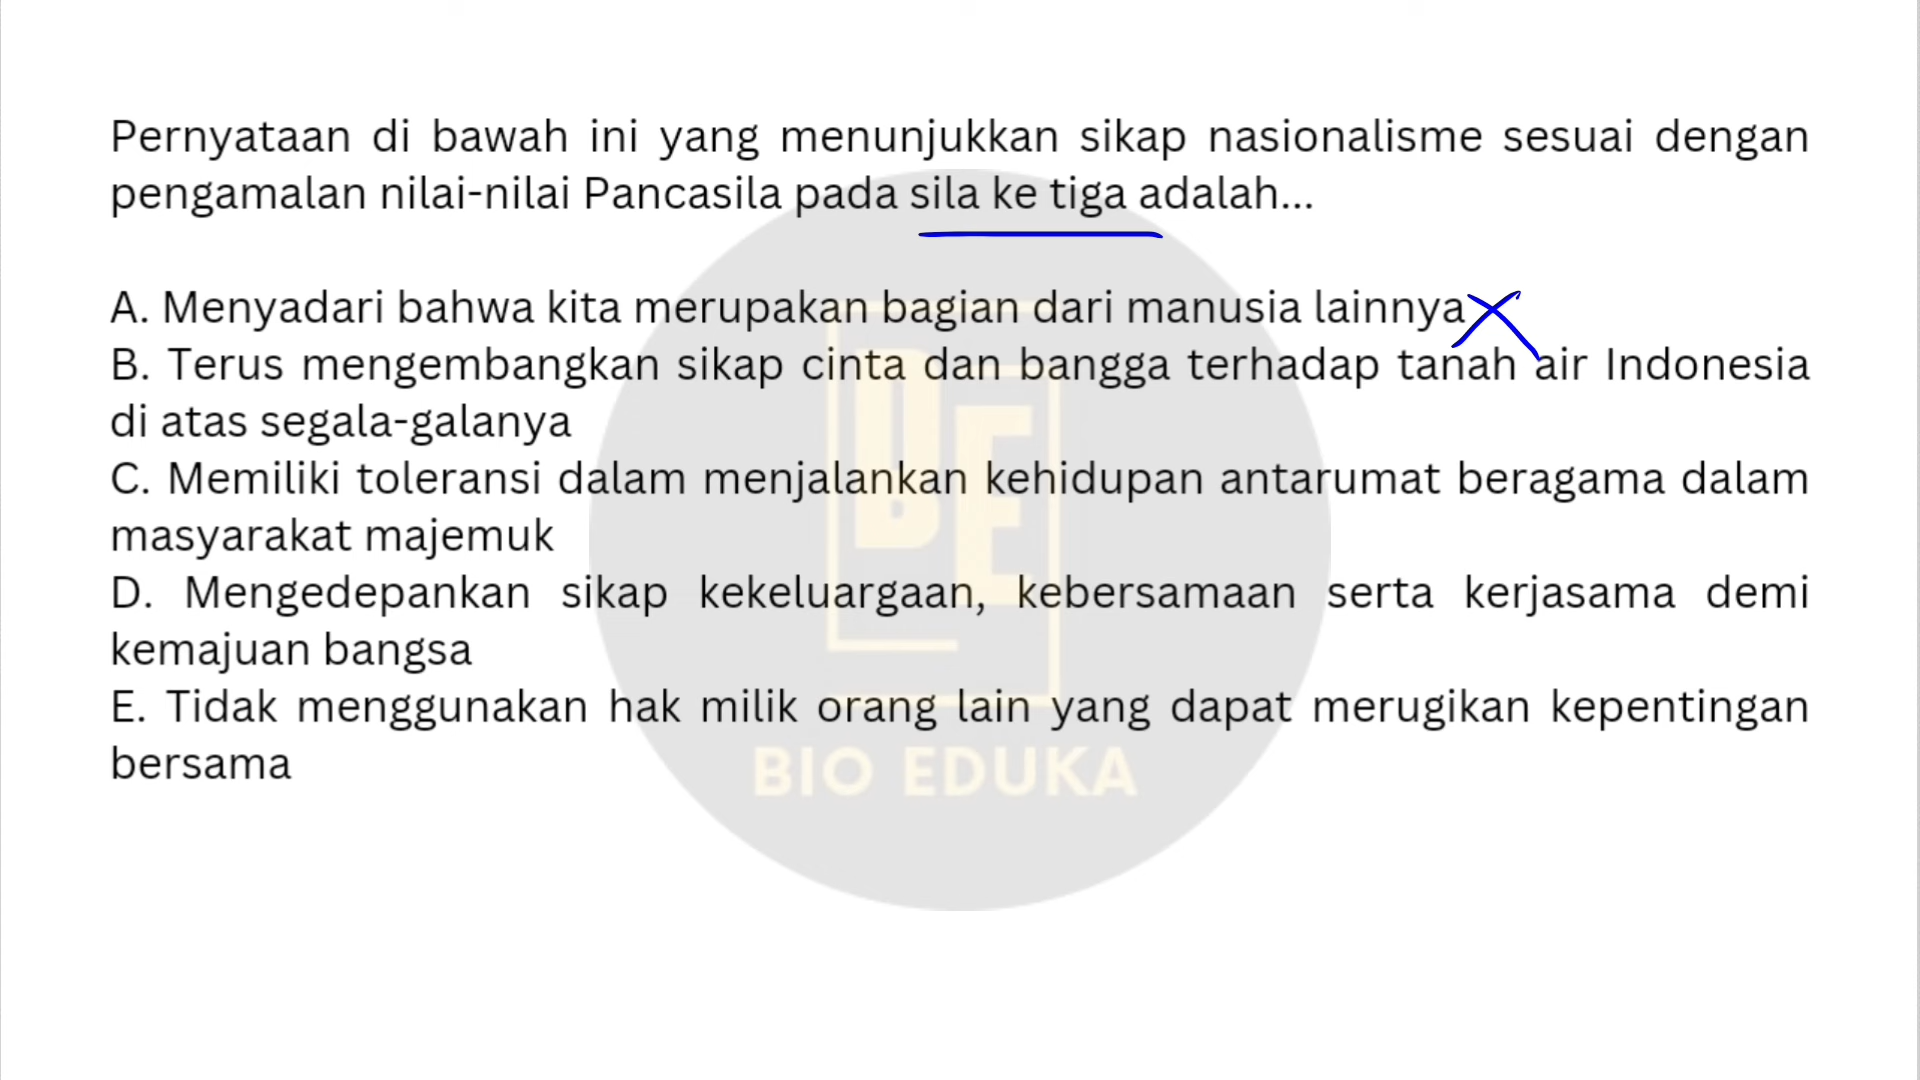 Pernyataan di bawah ini yang menunjukkan sikap nasionalisme sesuai dengan
pengamalan nilai-nilai Pancasila pada sila ke tiga adalah...
A. Menyadari bahwa kita merupakan bagian dari manusia lainnya
B. Terus mengembangkan sikap cinta dan bangga terhadap tanah air Indonesia
di atas segala-galanya
C. Memiliki toleransi dalam menjalankan kehidupan antarumat beragama dalam
masyarakat majemuk
D. Mengedepankan sikap kekeluargaan, kebersamaan serta kerjasama demi
kemajuan bangsa
E. Tidak menggunakan hak milik orang lain yang dapat merugikan kepentingan
bersama
BE
BIO EDUKA